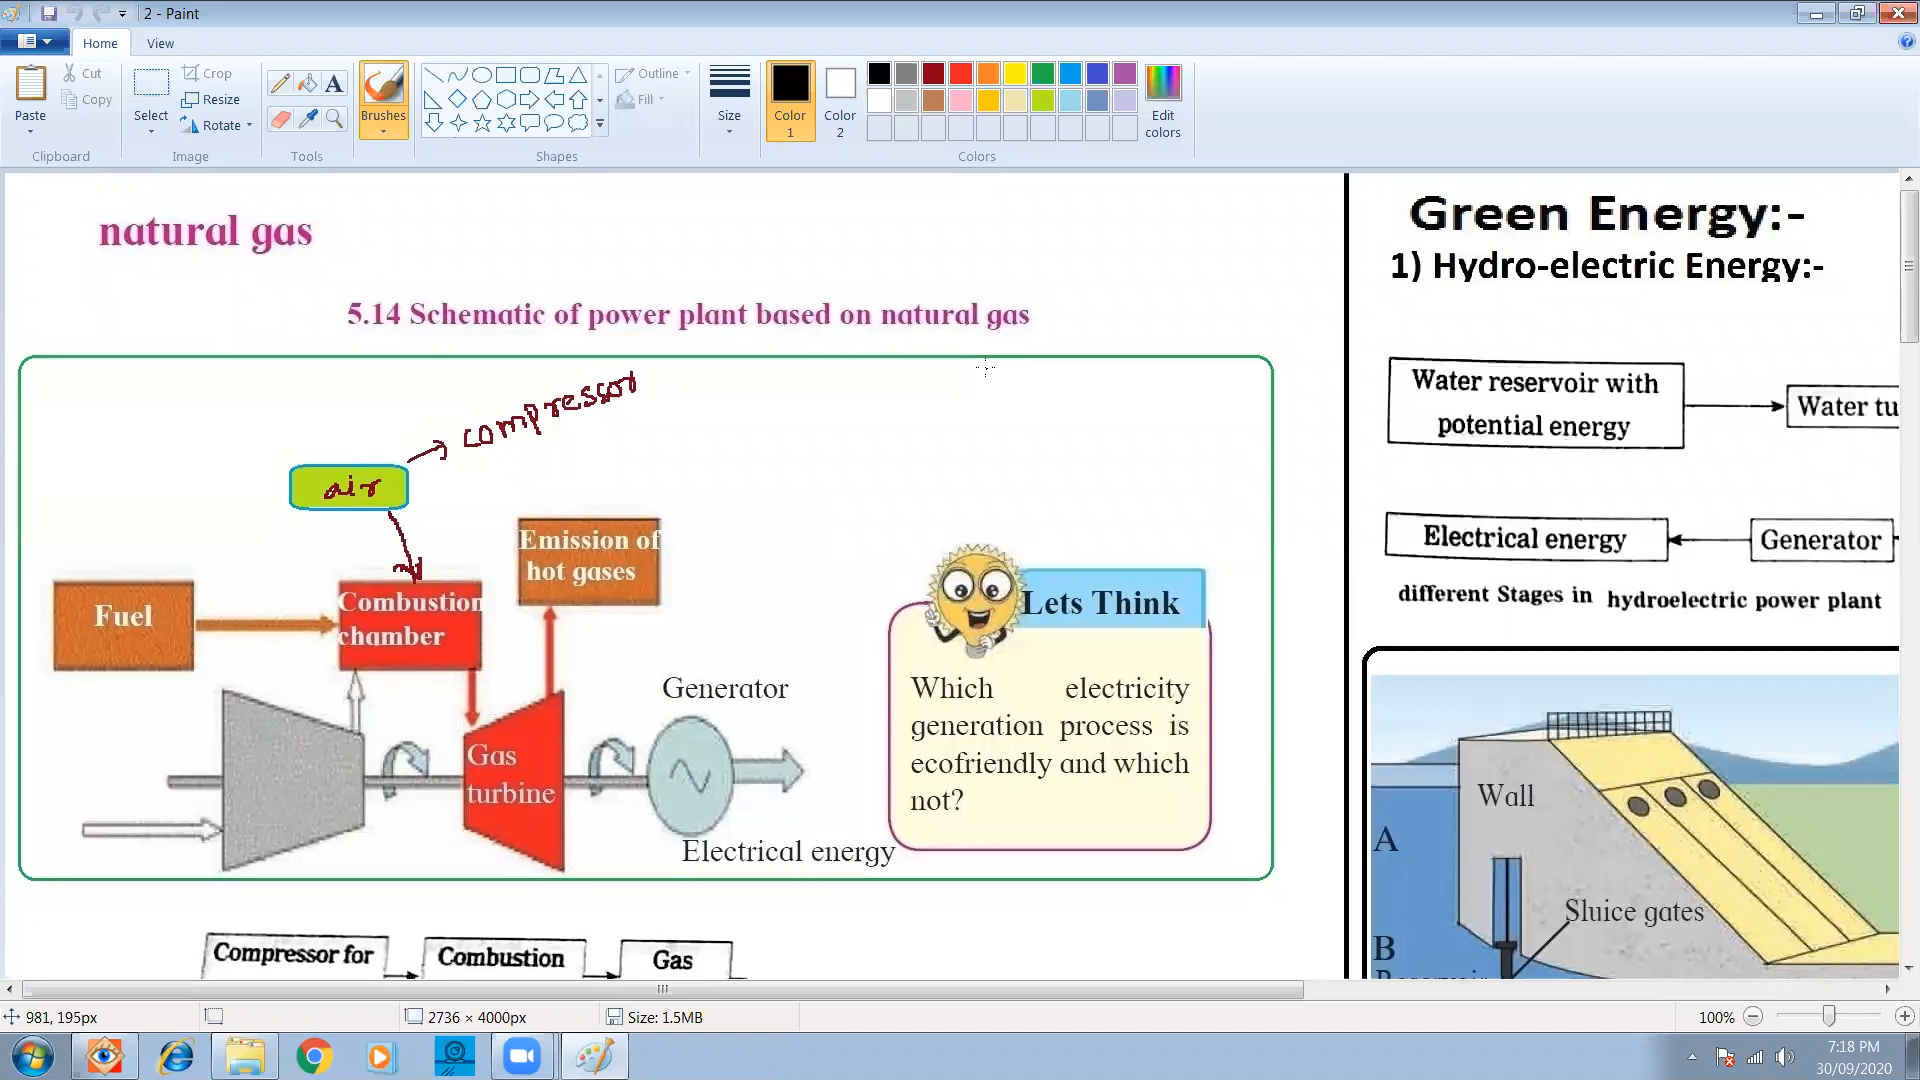 2 - Paint
Home View
Paste
Cut
Copy
Clipboard
Select
Crop
Resize
Rotate
Image
A
Tools
Brushes
Outline
Fill
Shapes
Size
Color
1
Color
2
Edit
colors
Colors
natural gas
5.14 Schematic of power plant based on natural gas
compressor
air
Emission of
hot gases
Fuel
Combustion
chamber
Generator
Gas
turbine
Electrical energy
Lets Think
Which electricity
generation process is
ecofriendly and which
not?
Compressor for
Combustion
Gas
Green Energy:-
1) Hydro-electric Energy:-
Water reservoir with
potential energy
Water tu
Electrical energy
Generator
different Stages in hydroelectric power plant
Wall
A
Sluice gates
B
981, 195px
2736 × 4000px
Size: 1.5MB
100%
7:18 PM
30/09/2020